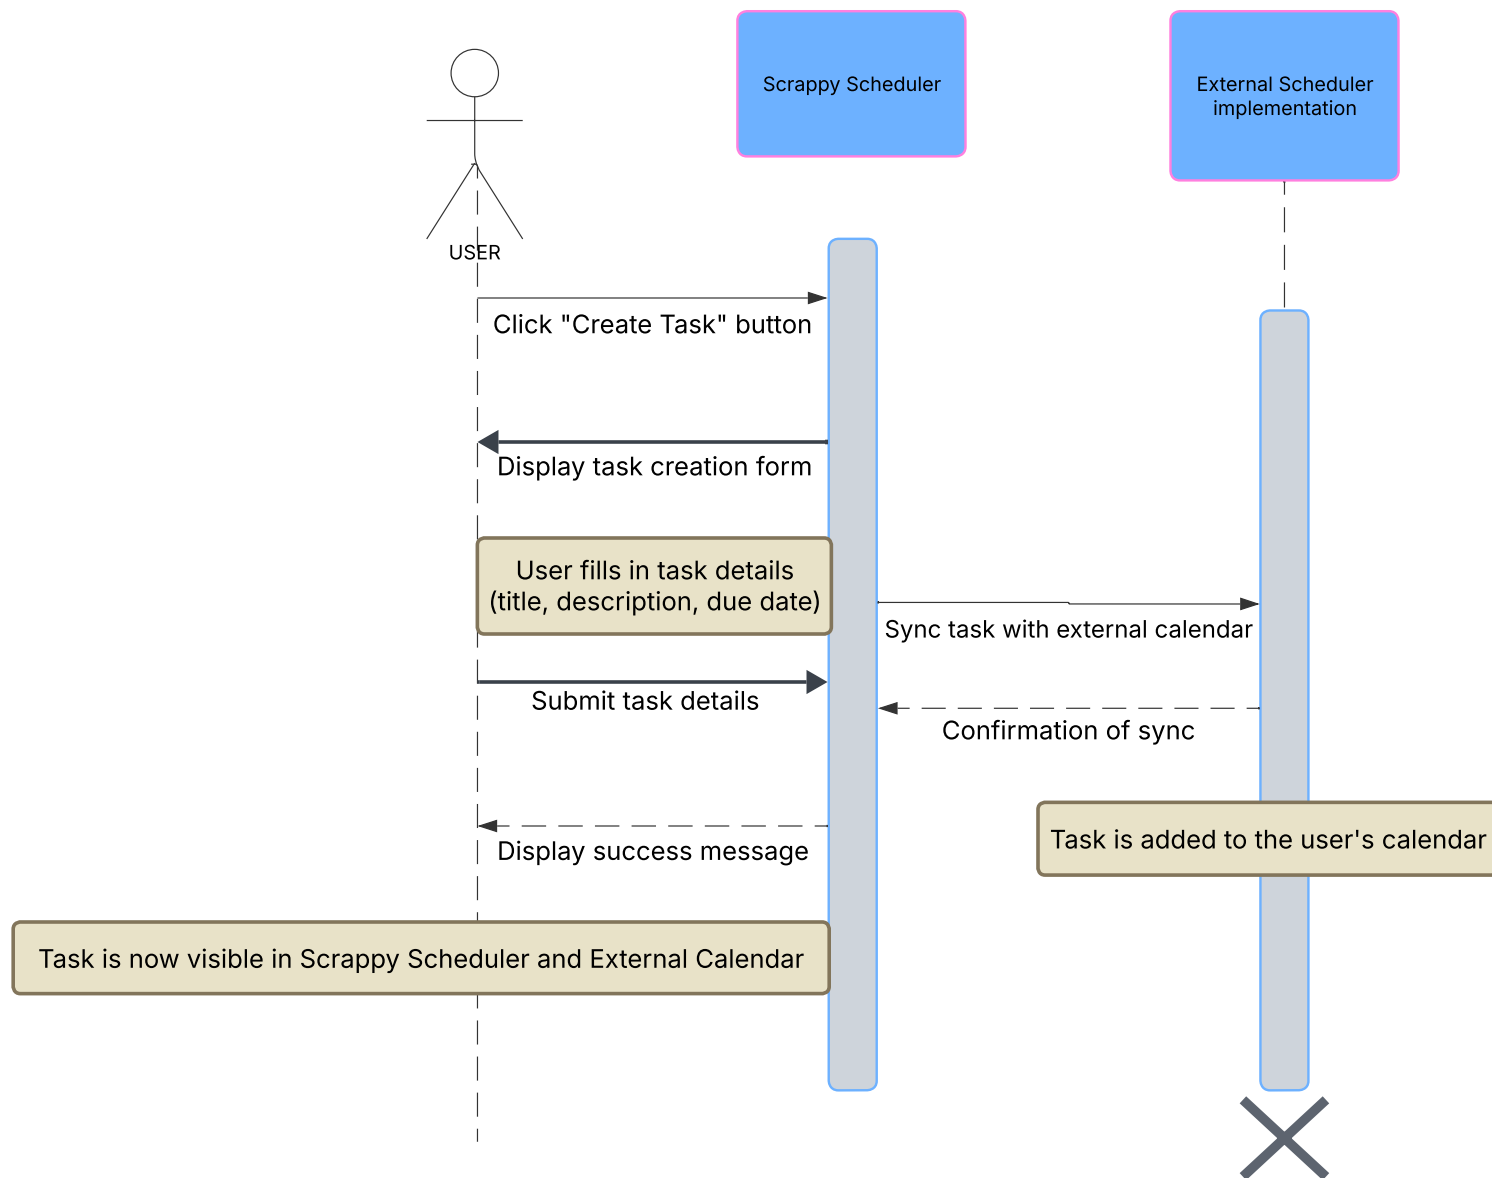 Scrappy Scheduler
External Scheduler
implementation
USER
Click "Create Task" button
Display task creation form
User fills in task details
(title, description, due date)
Sync task with external calendar
Submit task details
Confirmation of sync
Task is added to the user's calendar
Display success message
Task is now visible in Scrappy Scheduler and External Calendar